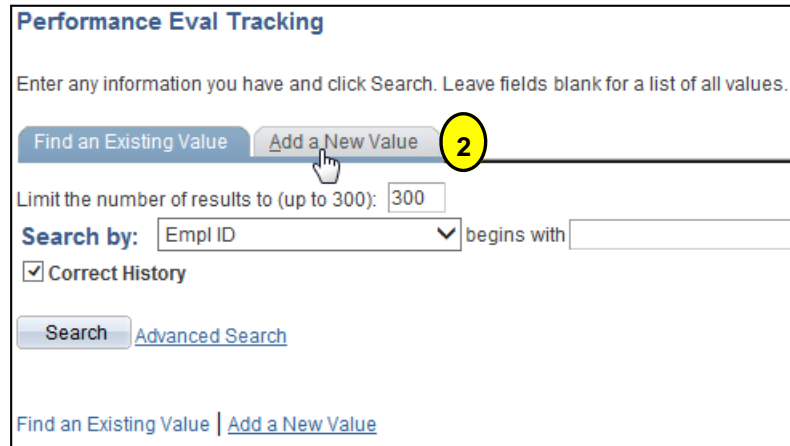 Performance Eval Tracking
Enter any information you have and click Search. Leave fields blank for a list of all values.
Find an Existing Value Add a New Value 2
Limit the number of results to (up to 300): 300
Search by: Empl ID begins with
Correct History
Search Advanced Search
Find an Existing Value | Add a New Value